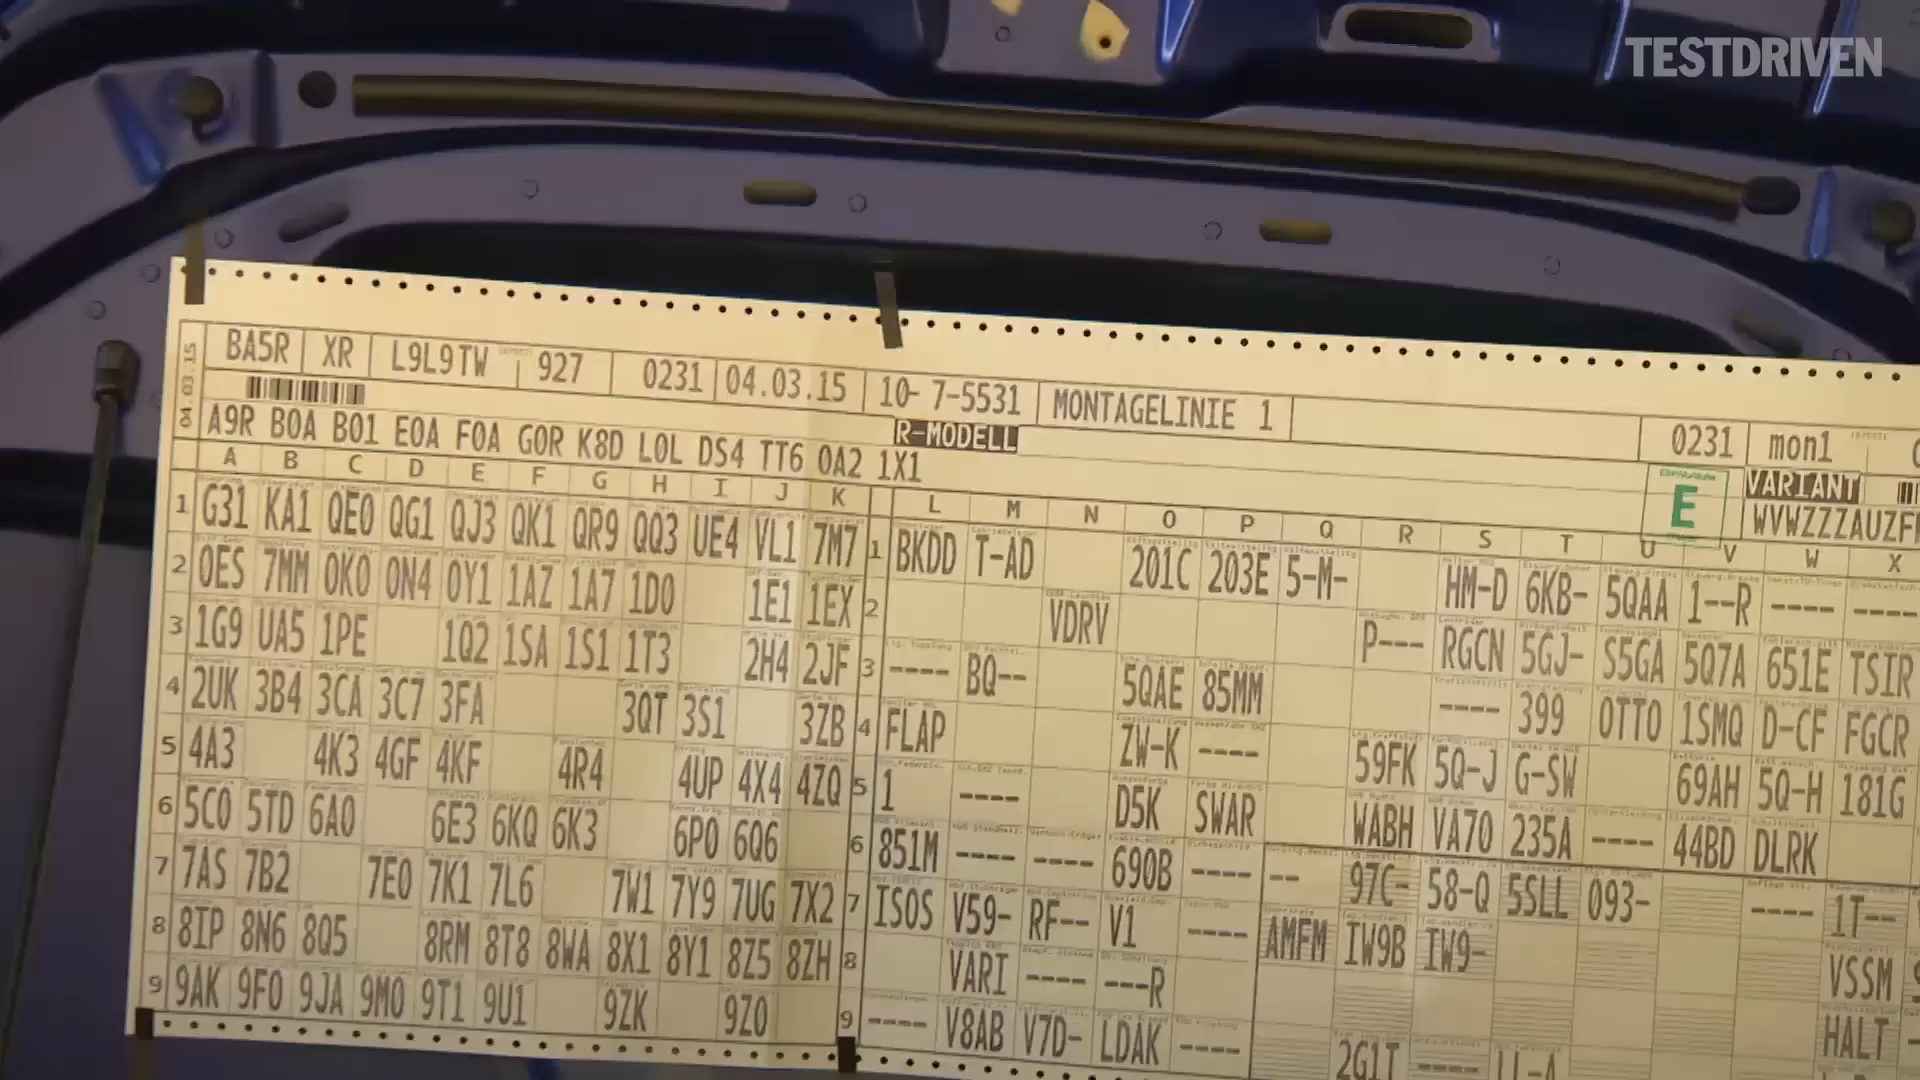 TESTDRIVEN
04.03.15 BA5R XR L9L9TW 927 0231 04.03.15 10- 7-5531 MONTAGELINIE 1 0231 mon1
A9R B0A B01 E0A F0A G0R K8D L0L DS4 TT6 0A2 1X1 R-MODELL E VARIANT
WVWZZZAUZF
A B C D E F G H I J K L M N O P Q R S T U V W X
1 G31 KA1 QE0 QG1 QJ3 QK1 QR9 QQ3 UE4 VL1 7M7 1 BKDD T-AD 201C 203E 5-M- HM-D 6KB- 5QAA 1--R ---- ----
2 0ES 7MM 0K0 0N4 0Y1 1AZ 1A7 1D0 1E1 1EX 2 VDRV P--- RGCN 5GJ- S5GA 5Q7A 651E TSIR
3 1G9 UA5 1PE 1Q2 1SA 1S1 1T3 2H4 2JF 3 ---- BQ-- 5QAE 85MM ---- 399 OTTO 1SMQ D-CF FGCR
4 2UK 3B4 3CA 3C7 3FA 3QT 3S1 3ZB 4 FLAP ZW-K ---- 59FK 5Q-J G-SW 69AH 5Q-H 181G
5 4A3 4K3 4GF 4KF 4R4 4UP 4X4 4ZQ 5 1 ---- D5K SWAR WABH VA70 235A ---- 44BD DLRK
6 5C0 5TD 6A0 6E3 6KQ 6K3 6P0 6Q6 6 851M ---- ---- 690B ---- -- 97C- 58-Q 5SLL 093- ---- 1T--
7 7AS 7B2 7E0 7K1 7L6 7W1 7Y9 7UG 7X2 7 ISOS V59- RF-- V1 ---- AMFM IW9B IW9- VSSM
8 8IP 8N6 8Q5 8RM 8T8 8WA 8X1 8Y1 8Z5 8ZH 8 VARI ---- ---R HALT
9 9AK 9F0 9JA 9M0 9T1 9U1 9ZK 9Z0 9 ---- V8AB V7D- LDAK ---- 2G1T ----